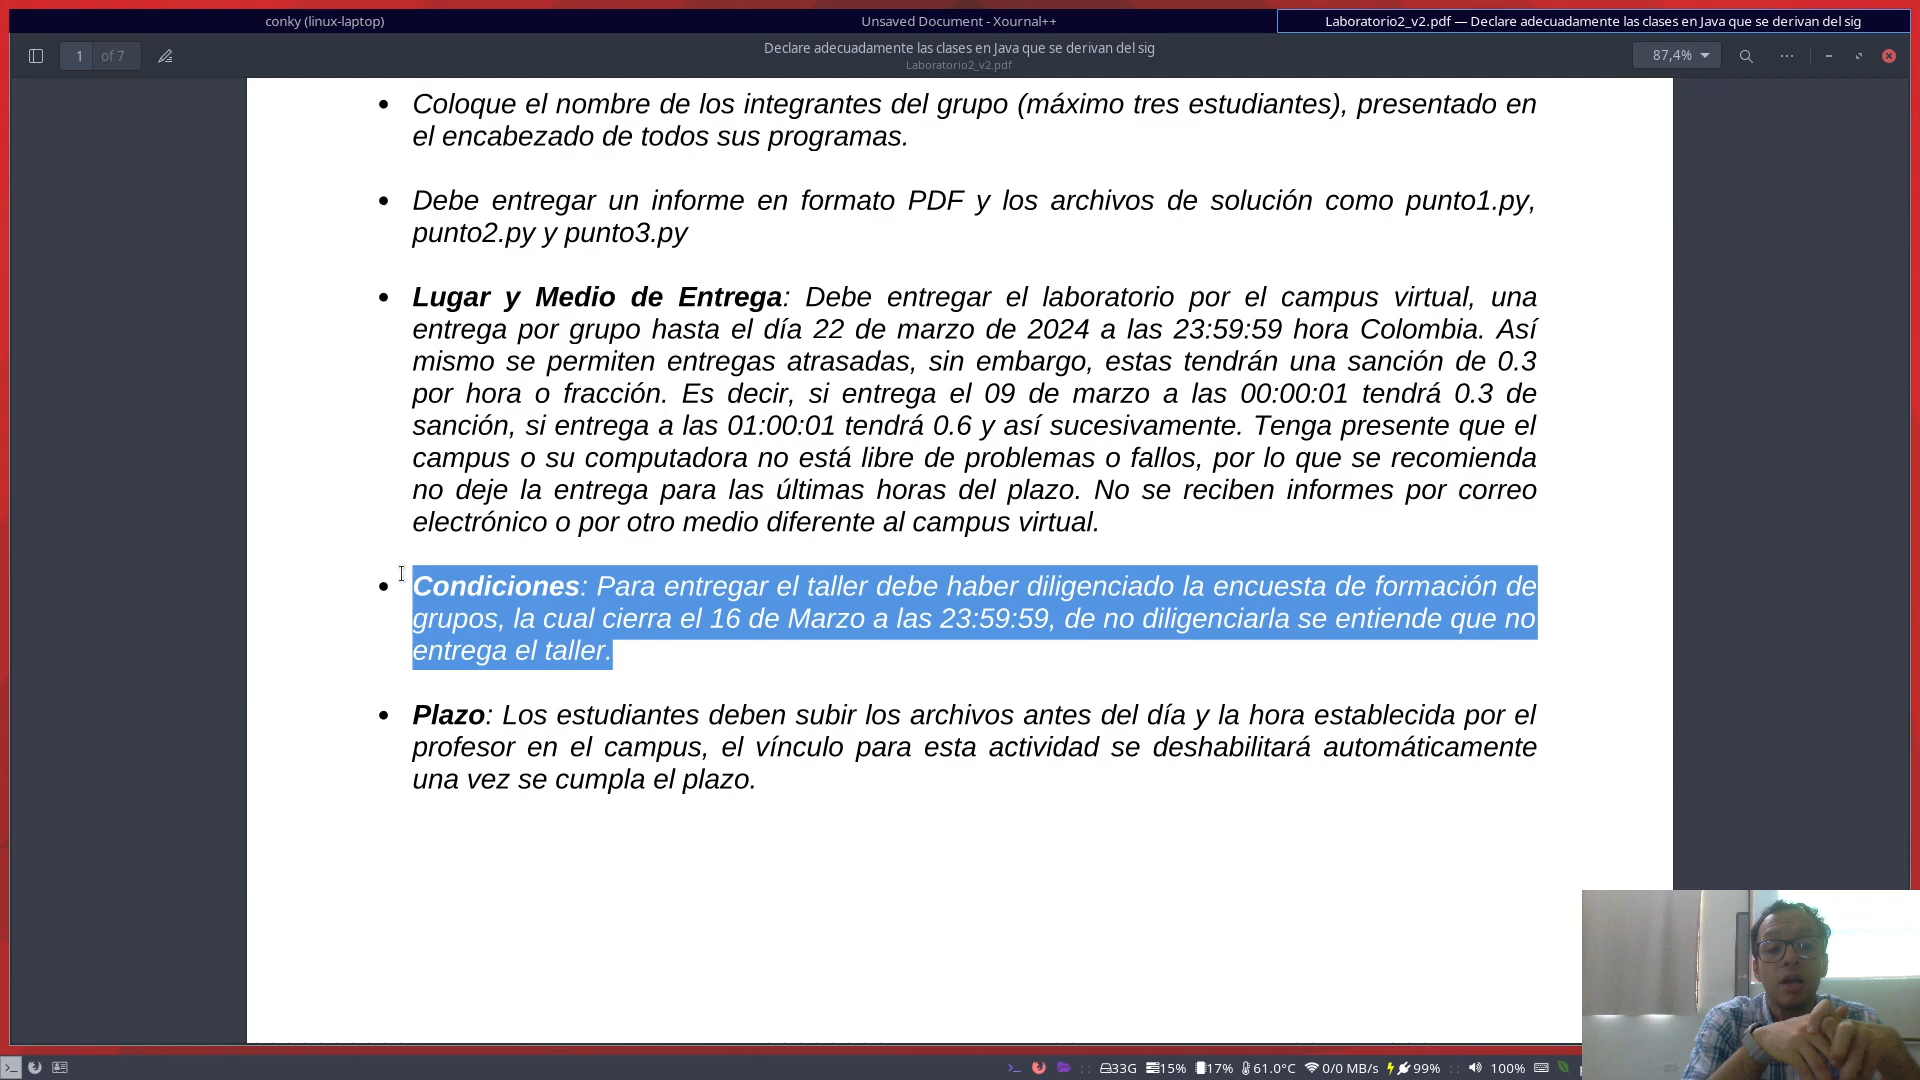 conky (linux-laptop)
Unsaved Document - Xournal++
Laboratorio2_v2.pdf — Declare adecuadamente las clases en Java que se derivan del sig
1 of 7
Declare adecuadamente las clases en Java que se derivan del sig
Laboratorio2_v2.pdf
87,4%
• Coloque el nombre de los integrantes del grupo (máximo tres estudiantes), presentado en
el encabezado de todos sus programas.
• Debe entregar un informe en formato PDF y los archivos de solución como punto1.py,
punto2.py y punto3.py
• Lugar y Medio de Entrega: Debe entregar el laboratorio por el campus virtual, una
entrega por grupo hasta el día 22 de marzo de 2024 a las 23:59:59 hora Colombia. Así
mismo se permiten entregas atrasadas, sin embargo, estas tendrán una sanción de 0.3
por hora o fracción. Es decir, si entrega el 09 de marzo a las 00:00:01 tendrá 0.3 de
sanción, si entrega a las 01:00:01 tendrá 0.6 y así sucesivamente. Tenga presente que el
campus o su computadora no está libre de problemas o fallos, por lo que se recomienda
no deje la entrega para las últimas horas del plazo. No se reciben informes por correo
electrónico o por otro medio diferente al campus virtual.
• Condiciones: Para entregar el taller debe haber diligenciado la encuesta de formación de
grupos, la cual cierra el 16 de Marzo a las 23:59:59, de no diligenciarla se entiende que no
entrega el taller.
• Plazo: Los estudiantes deben subir los archivos antes del día y la hora establecida por el
profesor en el campus, el vínculo para esta actividad se deshabilitará automáticamente
una vez se cumpla el plazo.
33G 15% 17% 61.0°C 0/0 MB/s 99% 100%